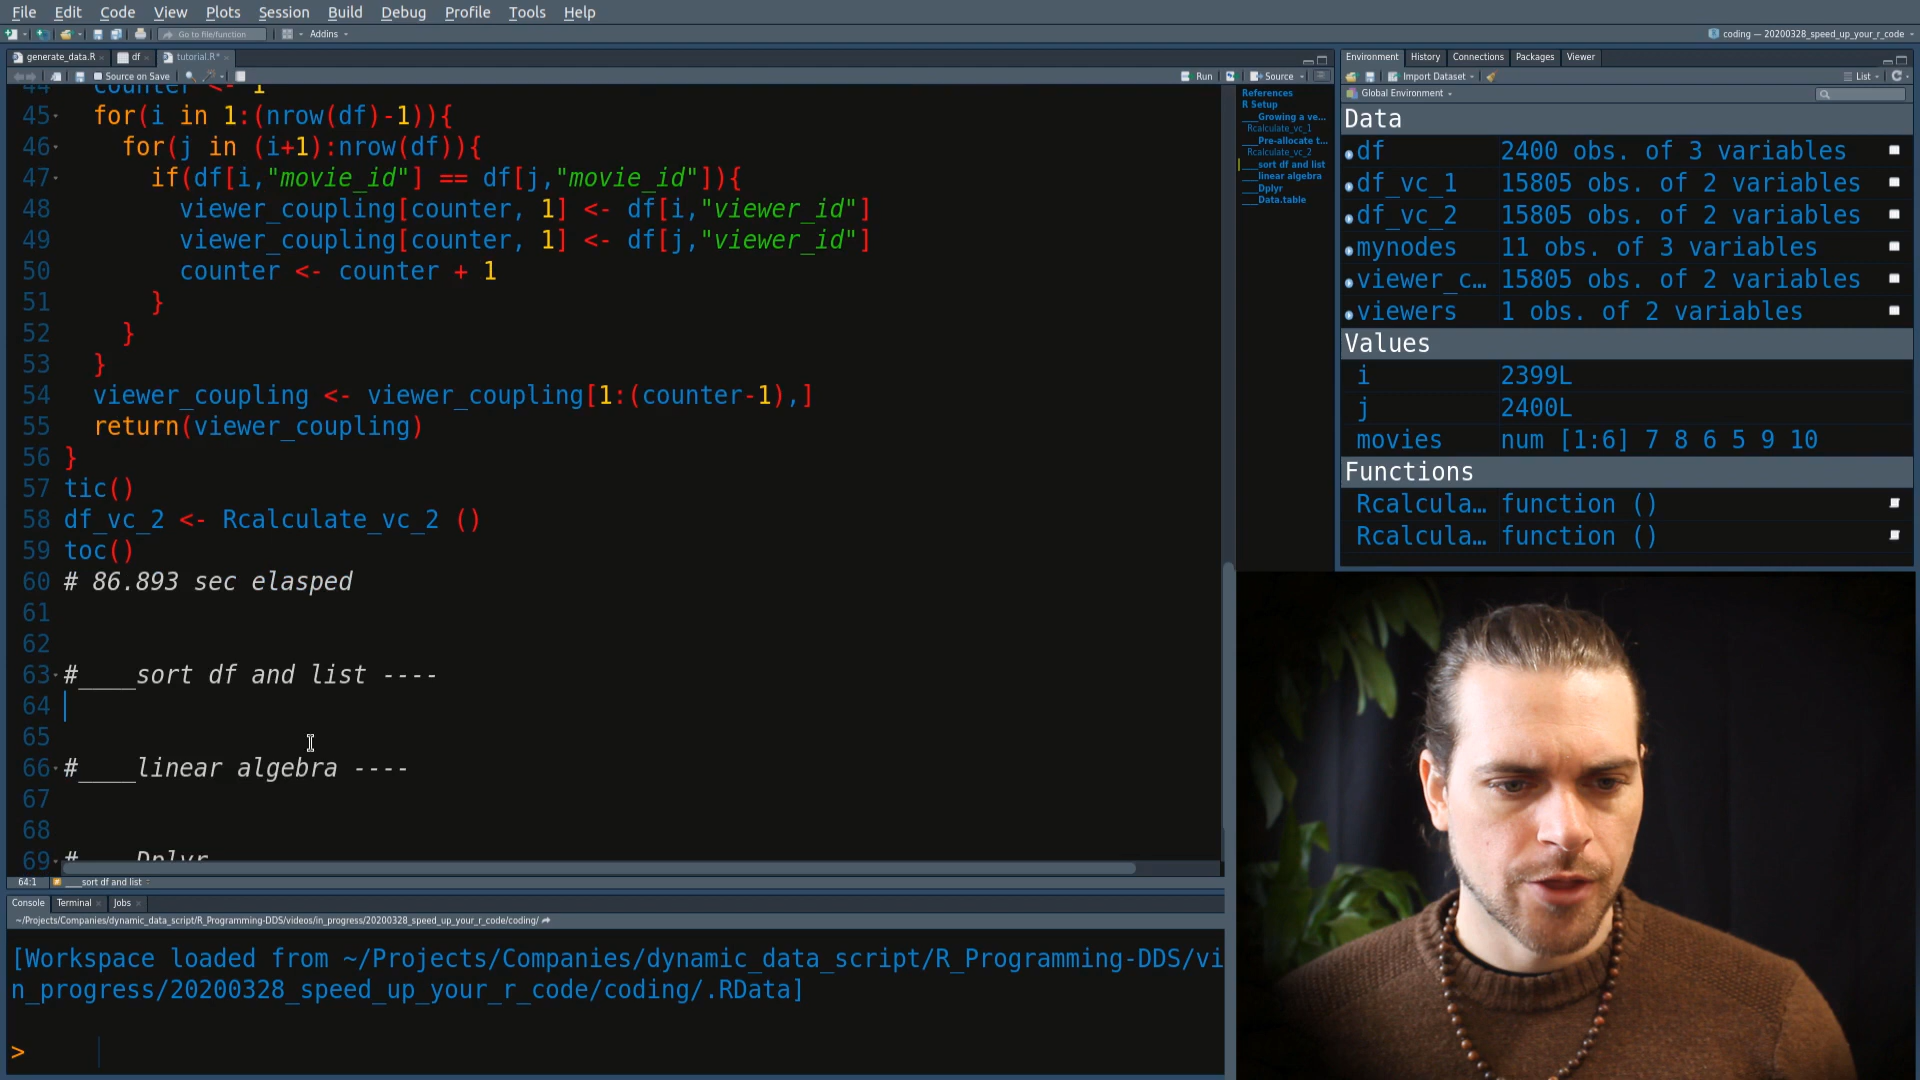 File Edit Code View Plots Session Build Debug Profile Tools Help
Go to file/function Addins
coding — 20200328_speed_up_your_r_code
generate_data.R df tutorial.R*
Source on Save Run Source
44 counter <- 1
45 for(i in 1:(nrow(df)-1)){
46 for(j in (i+1):nrow(df)){
47 if(df[i,"movie_id"] == df[j,"movie_id"]){
48 viewer_coupling[counter, 1] <- df[i,"viewer_id"]
49 viewer_coupling[counter, 1] <- df[j,"viewer_id"]
50 counter <- counter + 1
51 }
52 }
53 }
54 viewer_coupling <- viewer_coupling[1:(counter-1),]
55 return(viewer_coupling)
56 }
57 tic()
58 df_vc_2 <- Rcalculate_vc_2 ()
59 toc()
60 # 86.893 sec elasped
61
62
63 #____sort df and list ----
64
65
66 #____linear algebra ----
67
68
69 #____Dplyr
64:1 ____sort df and list
References
R Setup
____Growing a ve...
Rcalculate_vc_1
____Pre-allocate t...
Rcalculate_vc_2
____sort df and list
____linear algebra
____Dplyr
____Data.table
Console Terminal Jobs
~/Projects/Companies/dynamic_data_script/R_Programming-DDS/videos/in_progress/20200328_speed_up_your_r_code/coding/
[Workspace loaded from ~/Projects/Companies/dynamic_data_script/R_Programming-DDS/vi
n_progress/20200328_speed_up_your_r_code/coding/.RData]
>
Environment History Connections Packages Viewer
Import Dataset List
Global Environment
Data
df 2400 obs. of 3 variables
df_vc_1 15805 obs. of 2 variables
df_vc_2 15805 obs. of 2 variables
mynodes 11 obs. of 3 variables
viewer_c… 15805 obs. of 2 variables
viewers 1 obs. of 2 variables
Values
i 2399L
j 2400L
movies num [1:6] 7 8 6 5 9 10
Functions
Rcalcula… function ()
Rcalcula… function ()